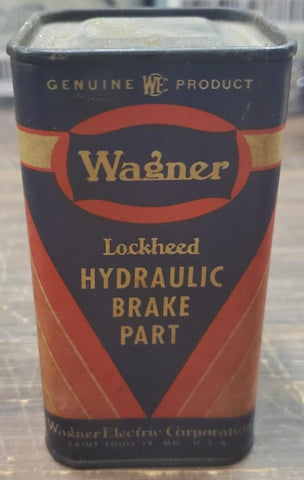 GENUINE WEC PRODUCT
Wagner
Lockheed
HYDRAULIC
BRAKE
PART
Wagner Electric Corporation
SAINT LOUIS 14 MO. U.S.A